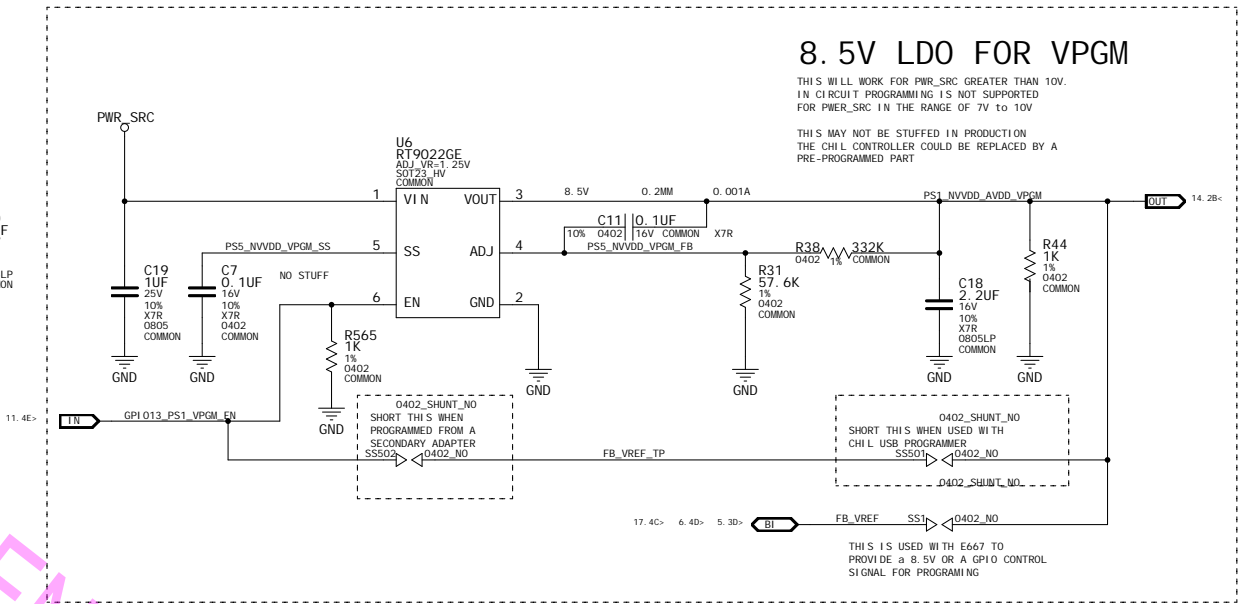 8.5V LDO FOR VPGM
THIS WILL WORK FOR PWR_SRC GREATER THAN 10V.
IN CIRCUIT PROGRAMMING IS NOT SUPPORTED
FOR PWER_SRC IN THE RANGE OF 7V to 10V
THIS MAY NOT BE STUFFED IN PRODUCTION
THE CHIL CONTROLLER COULD BE REPLACED BY A
PRE-PROGRAMMED PART
PWR_SRC
U6
RT9022GE
ADJ_VR=1.25V
SOT23_HV
COMMON
1 VIN VOUT 3
8.5V 0.2MM 0.001A
PS1_NVVDD_AVDD_VPGM
OUT 14.2B<
C11 0.1UF
10% 0402 16V COMMON X7R
PS5_NVVDD_VPGM_SS
5 SS ADJ 4
PS5_NVVDD_VPGM_FB
R38 332K
0402 1% COMMON
F
LP
ON
C19
1UF
25V
10%
X7R
0805
COMMON
GND
C7
0.1UF
16V
10%
X7R
0402
COMMON
GND
NO STUFF
6 EN GND 2
GND
R565
1K
1%
0402
COMMON
GND
R31
57.6K
1%
0402
COMMON
GND
C18
2.2UF
16V
10%
X7R
0805LP
COMMON
GND
R44
1K
1%
0402
COMMON
GND
11.4E> IN GPIO13_PS1_VPGM_EN
0402_SHUNT_NO
SHORT THIS WHEN
PROGRAMMED FROM A
SECONDARY ADAPTER
SS502 0402_NO
FB_VREF_TP
0402_SHUNT_NO
SHORT THIS WHEN USED WITH
CHIL USB PROGRAMMER
SS501 0402_NO
0402_SHUNT_NO
17.4C> 6.4D> 5.3D> BI FB_VREF SS1 0402_NO
THIS IS USED WITH E667 TO
PROVIDE a 8.5V OR A GPIO CONTROL
SIGNAL FOR PROGRAMING